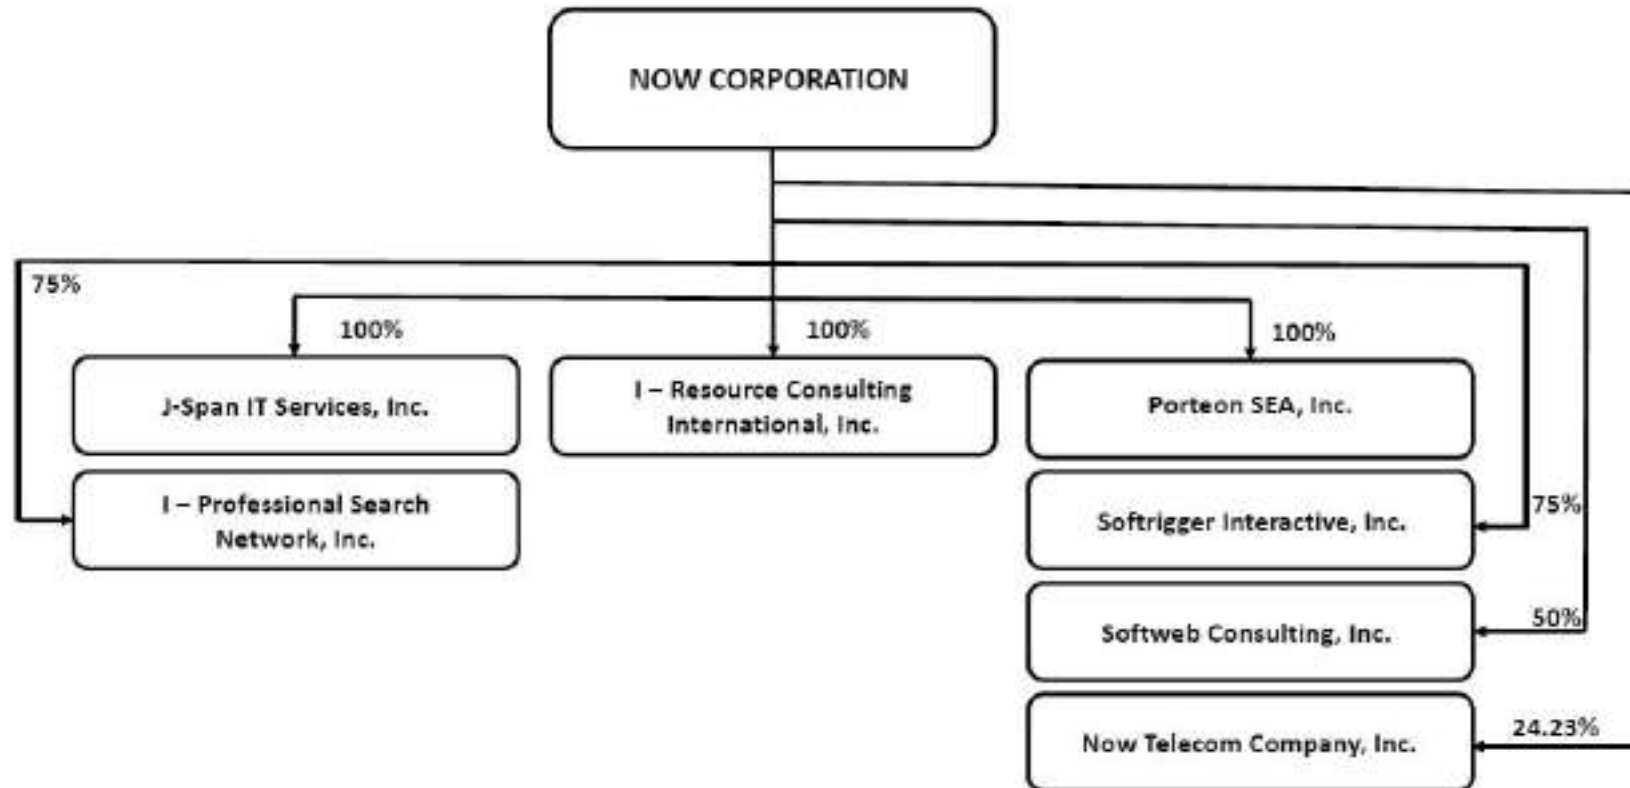 NOW CORPORATION
75%
100%
100%
100%
J-Span IT Services, Inc.
I – Resource Consulting
International, Inc.
Porteon SEA, Inc.
I – Professional Search
Network, Inc.
Softrigger Interactive, Inc.
75%
Softweb Consulting, Inc.
50%
Now Telecom Company, Inc.
24.23%